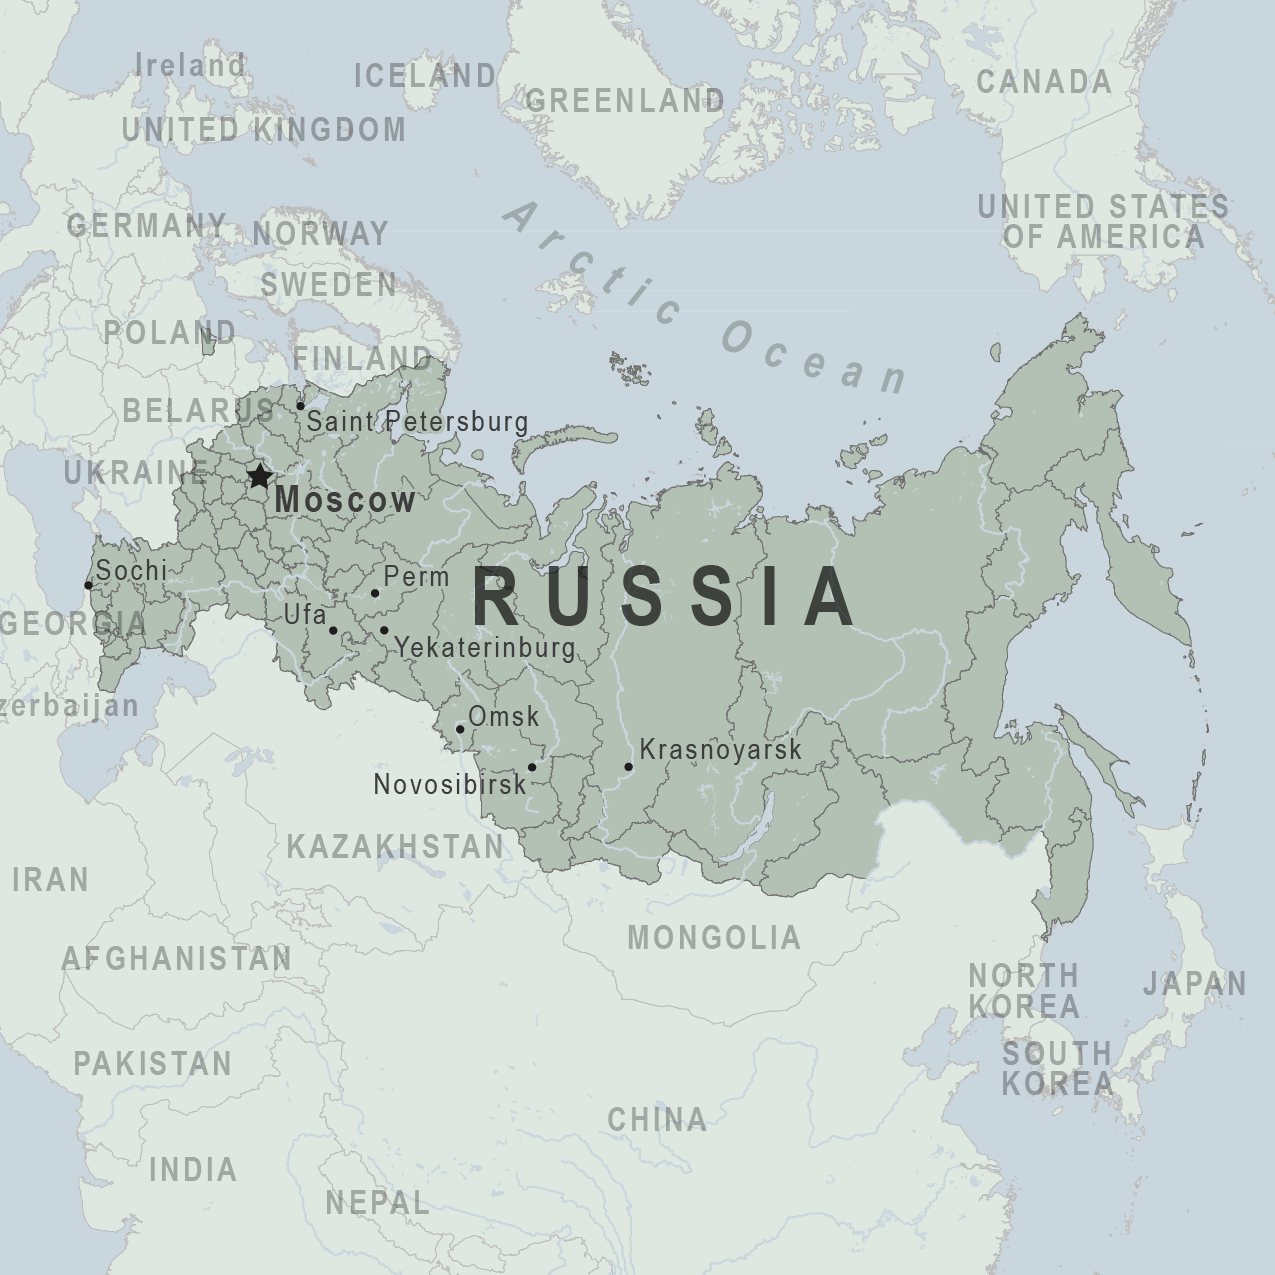 Ireland
ICELAND
GREENLAND
CANADA
UNITED KINGDOM
UNITED STATES
OF AMERICA
GERMANY
NORWAY
Arctic Ocean
SWEDEN
POLAND
FINLAND
BELARUS
Saint Petersburg
UKRAINE
Moscow
Sochi
Perm
RUSSIA
Ufa
GEORGIA
Yekaterinburg
zerbaijan
Omsk
Krasnoyarsk
Novosibirsk
KAZAKHSTAN
IRAN
MONGOLIA
AFGHANISTAN
NORTH
KOREA
JAPAN
PAKISTAN
SOUTH
KOREA
CHINA
INDIA
NEPAL